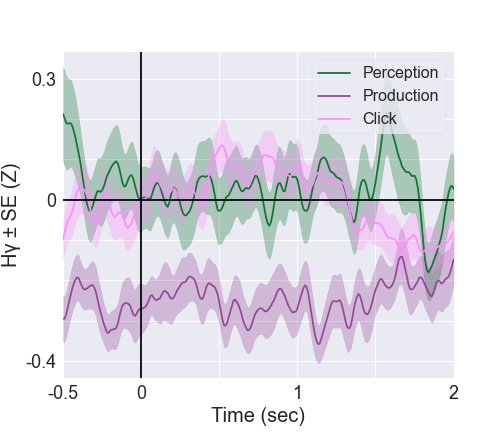 Perception
Production
Click
0.3
0
-0.4
Hγ ± SE (Z)
-0.5
0
1
2
Time (sec)